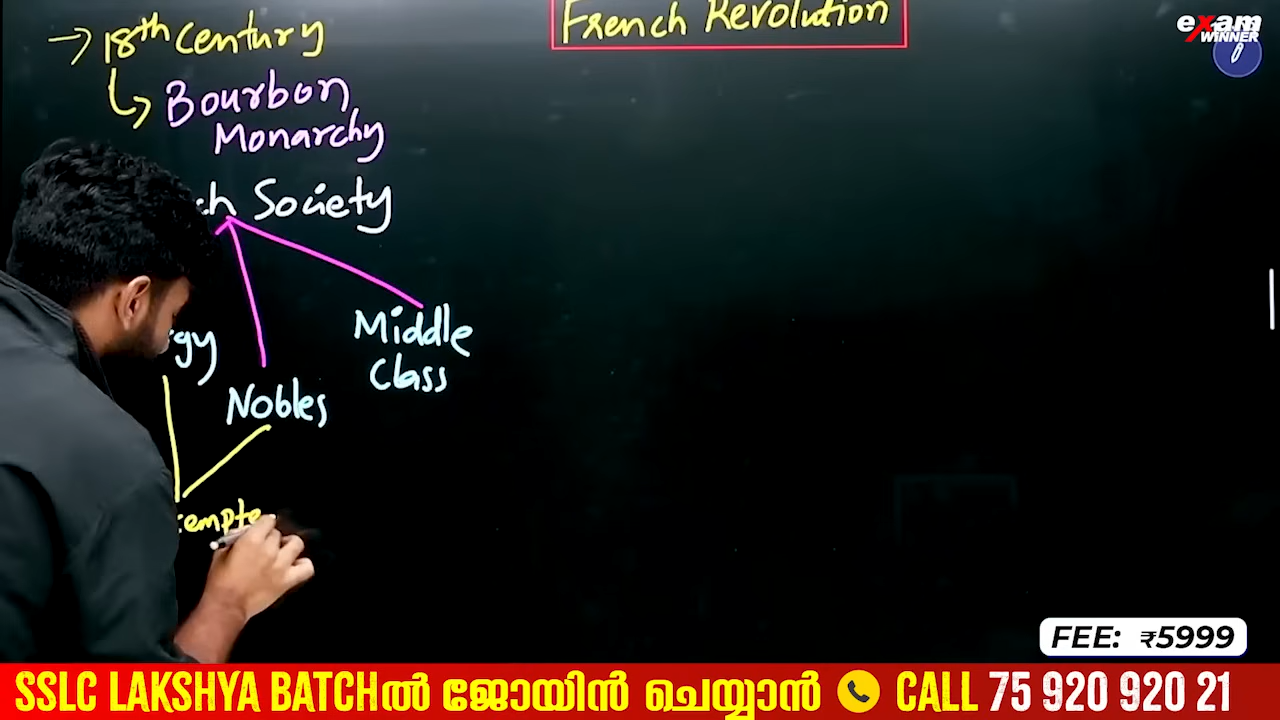 French Revolution
exam
WINNER
→ 18th century
↳ Bourbon
Monarchy
Society
Middle
Class
Nobles
FEE: ₹5999
SSLC LAKSHYA BATCHൽ ജോയിൻ ചെയ്യാൻ CALL 75 920 920 21